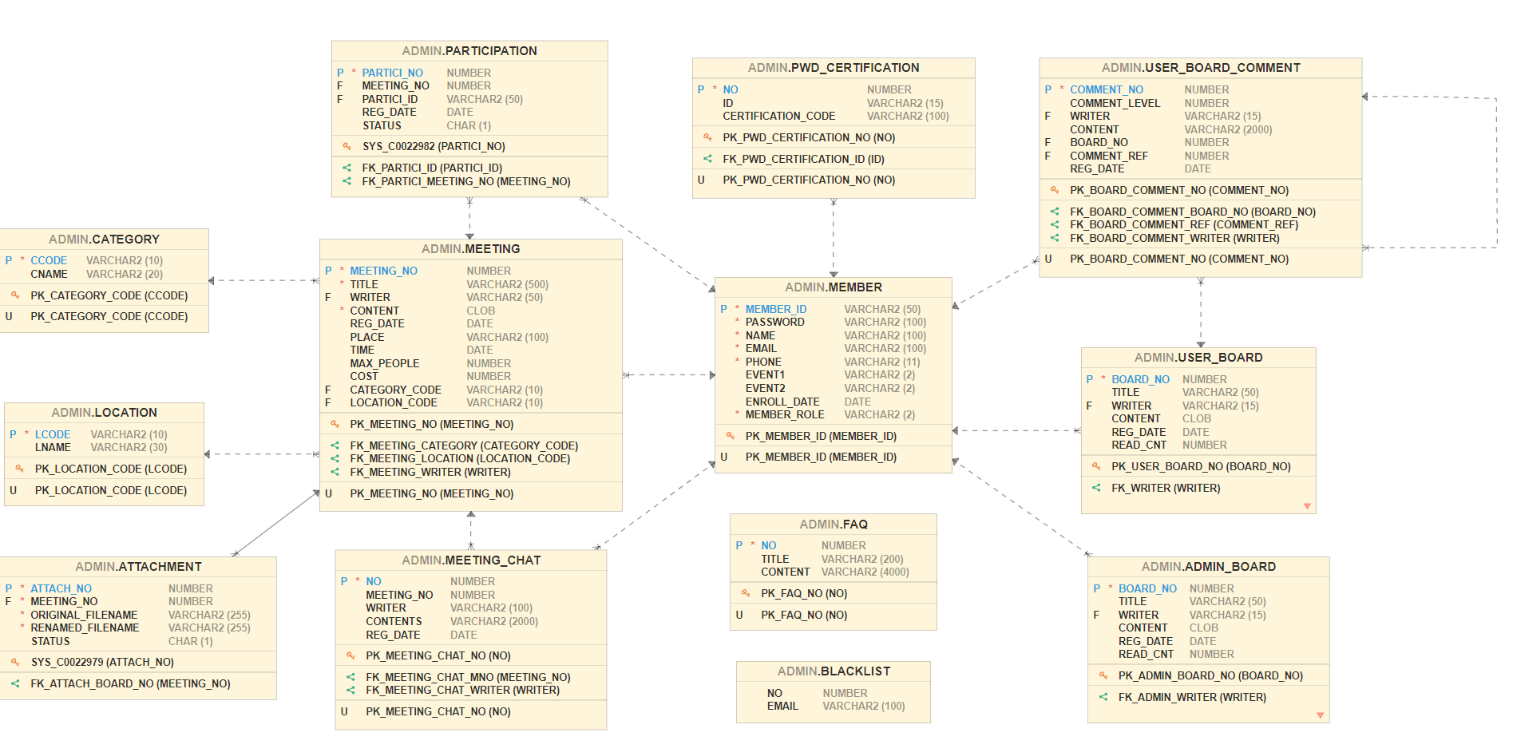 ADMIN.PARTICIPATION
P * PARTICI_NO NUMBER
F MEETING_NO NUMBER
F PARTICI_ID VARCHAR2 (50)
REG_DATE DATE
STATUS CHAR (1)
SYS_C0022982 (PARTICI_NO)
FK_PARTICI_ID (PARTICI_ID)
FK_PARTICI_MEETING_NO (MEETING_NO)
ADMIN.PWD_CERTIFICATION
P * NO NUMBER
ID VARCHAR2 (15)
CERTIFICATION_CODE VARCHAR2 (100)
PK_PWD_CERTIFICATION_NO (NO)
FK_PWD_CERTIFICATION_ID (ID)
U PK_PWD_CERTIFICATION_NO (NO)
ADMIN.USER_BOARD_COMMENT
P * COMMENT_NO NUMBER
COMMENT_LEVEL NUMBER
F WRITER VARCHAR2 (15)
CONTENT VARCHAR2 (2000)
F BOARD_NO NUMBER
F COMMENT_REF NUMBER
REG_DATE DATE
PK_BOARD_COMMENT_NO (COMMENT_NO)
FK_BOARD_COMMENT_BOARD_NO (BOARD_NO)
FK_BOARD_COMMENT_REF (COMMENT_REF)
FK_BOARD_COMMENT_WRITER (WRITER)
U PK_BOARD_COMMENT_NO (COMMENT_NO)
ADMIN.CATEGORY
P * CCODE VARCHAR2 (10)
CNAME VARCHAR2 (20)
PK_CATEGORY_CODE (CCODE)
U PK_CATEGORY_CODE (CCODE)
ADMIN.MEETING
P * MEETING_NO NUMBER
* TITLE VARCHAR2 (500)
F WRITER VARCHAR2 (50)
* CONTENT CLOB
REG_DATE DATE
PLACE VARCHAR2 (100)
TIME DATE
MAX_PEOPLE NUMBER
COST NUMBER
F CATEGORY_CODE VARCHAR2 (10)
F LOCATION_CODE VARCHAR2 (10)
PK_MEETING_NO (MEETING_NO)
FK_MEETING_CATEGORY (CATEGORY_CODE)
FK_MEETING_LOCATION (LOCATION_CODE)
FK_MEETING_WRITER (WRITER)
U PK_MEETING_NO (MEETING_NO)
ADMIN.MEMBER
P * MEMBER_ID VARCHAR2 (50)
* PASSWORD VARCHAR2 (100)
* NAME VARCHAR2 (100)
* EMAIL VARCHAR2 (100)
* PHONE VARCHAR2 (11)
EVENT1 VARCHAR2 (2)
EVENT2 VARCHAR2 (2)
ENROLL_DATE DATE
* MEMBER_ROLE VARCHAR2 (2)
PK_MEMBER_ID (MEMBER_ID)
U PK_MEMBER_ID (MEMBER_ID)
ADMIN.USER_BOARD
P * BOARD_NO NUMBER
TITLE VARCHAR2 (50)
F WRITER VARCHAR2 (15)
CONTENT CLOB
REG_DATE DATE
READ_CNT NUMBER
PK_USER_BOARD_NO (BOARD_NO)
FK_WRITER (WRITER)
ADMIN.LOCATION
P * LCODE VARCHAR2 (10)
LNAME VARCHAR2 (30)
PK_LOCATION_CODE (LCODE)
U PK_LOCATION_CODE (LCODE)
ADMIN.ATTACHMENT
P * ATTACH_NO NUMBER
F * MEETING_NO NUMBER
* ORIGINAL_FILENAME VARCHAR2 (255)
* RENAMED_FILENAME VARCHAR2 (255)
STATUS CHAR (1)
SYS_C0022979 (ATTACH_NO)
FK_ATTACH_BOARD_NO (MEETING_NO)
ADMIN.MEETING_CHAT
P * NO NUMBER
MEETING_NO NUMBER
WRITER VARCHAR2 (100)
CONTENTS VARCHAR2 (2000)
REG_DATE DATE
PK_MEETING_CHAT_NO (NO)
FK_MEETING_CHAT_MNO (MEETING_NO)
FK_MEETING_CHAT_WRITER (WRITER)
U PK_MEETING_CHAT_NO (NO)
ADMIN.FAQ
P * NO NUMBER
TITLE VARCHAR2 (200)
CONTENT VARCHAR2 (4000)
PK_FAQ_NO (NO)
U PK_FAQ_NO (NO)
ADMIN.BLACKLIST
NO NUMBER
EMAIL VARCHAR2 (100)
ADMIN.ADMIN_BOARD
P * BOARD_NO NUMBER
TITLE VARCHAR2 (50)
F WRITER VARCHAR2 (15)
CONTENT CLOB
REG_DATE DATE
READ_CNT NUMBER
PK_ADMIN_BOARD_NO (BOARD_NO)
FK_ADMIN_WRITER (WRITER)